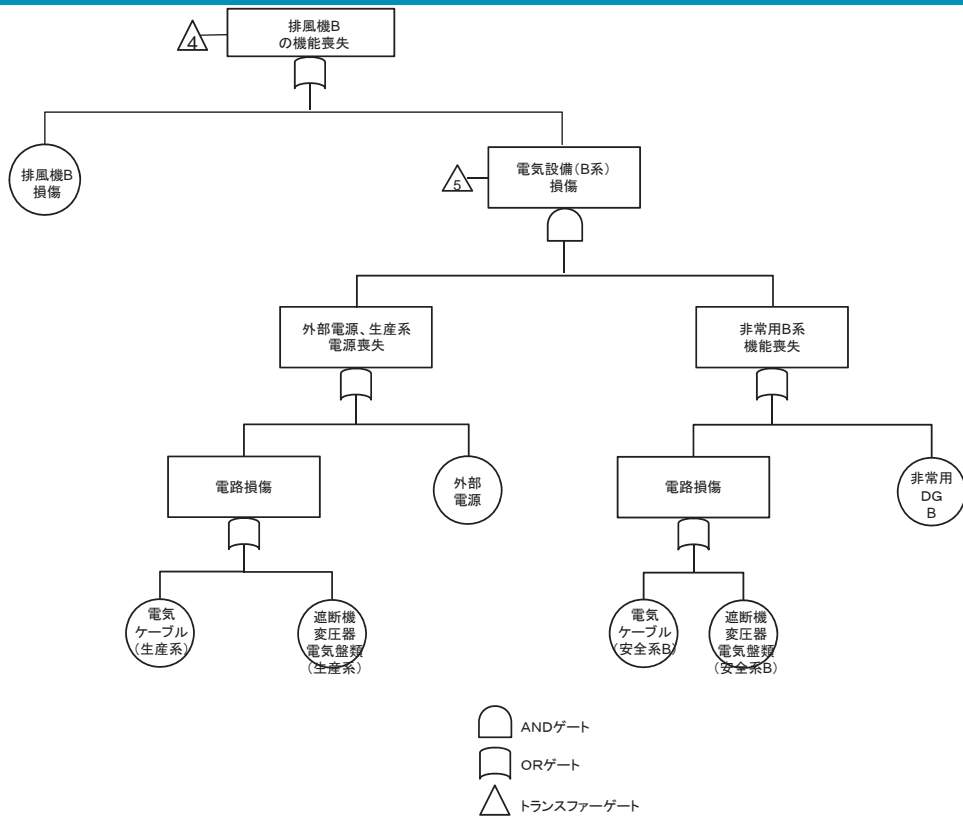 排風機B
の機能喪失
4
排風機B
損傷
電気設備(B系)
損傷
5
外部電源、生産系
電源喪失
非常用B系
機能喪失
電路損傷
外部
電源
電路損傷
非常用
DG
B
電気
ケーブル
(生産系)
遮断機
変圧器
電気盤類
(生産系)
電気
ケーブル
(安全系B)
遮断機
変圧器
電気盤類
(安全系B)
ANDゲート
ORゲート
トランスファーゲート